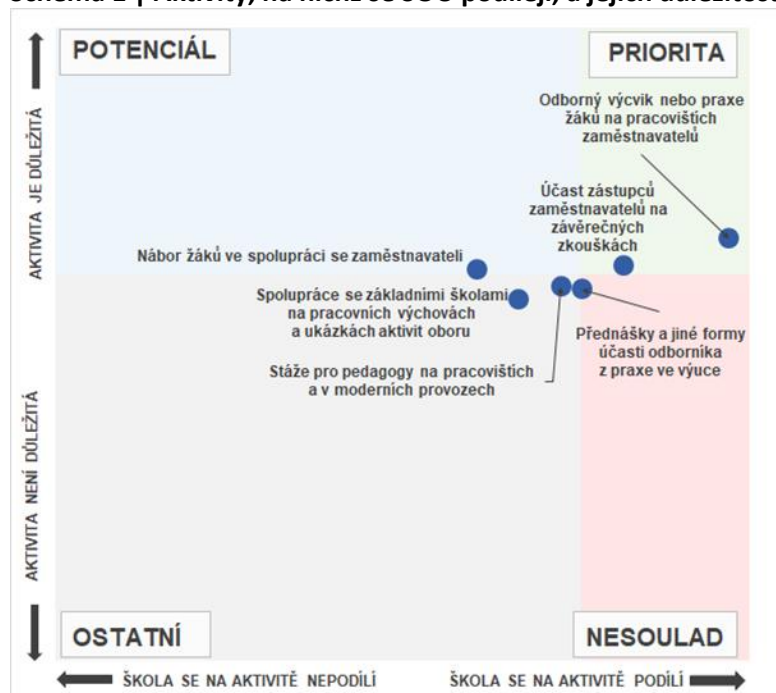 POTENCIÁL
PRIORITA
Odborný výcvik nebo praxe
žáků na pracovištích
zaměstnavatelů
Účast zástupců
zaměstnavatelů na
závěrečných
zkouškách
Nábor žáků ve spolupráci se zaměstnavateli
Spolupráce se základními školami
na pracovních výchovách
a ukázkách aktivit oboru
Přednášky a jiné formy
účasti odborníka
z praxe ve výuce
Stáže pro pedagogy na pracovištích
a v moderních provozech
AKTIVITA JE DŮLEŽITÁ
AKTIVITA NENÍ DŮLEŽITÁ
OSTATNÍ
NESOULAD
ŠKOLA SE NA AKTIVITĚ NEPODÍLÍ
ŠKOLA SE NA AKTIVITĚ PODÍLÍ